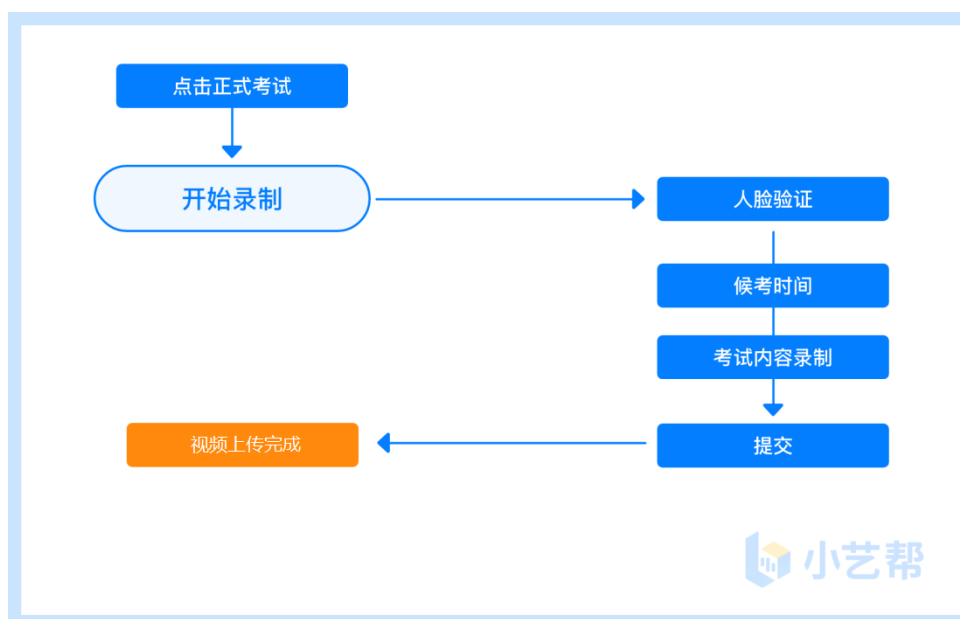 点击正式考试
开始录制
人脸验证
候考时间
考试内容录制
提交
视频上传完成
小艺帮